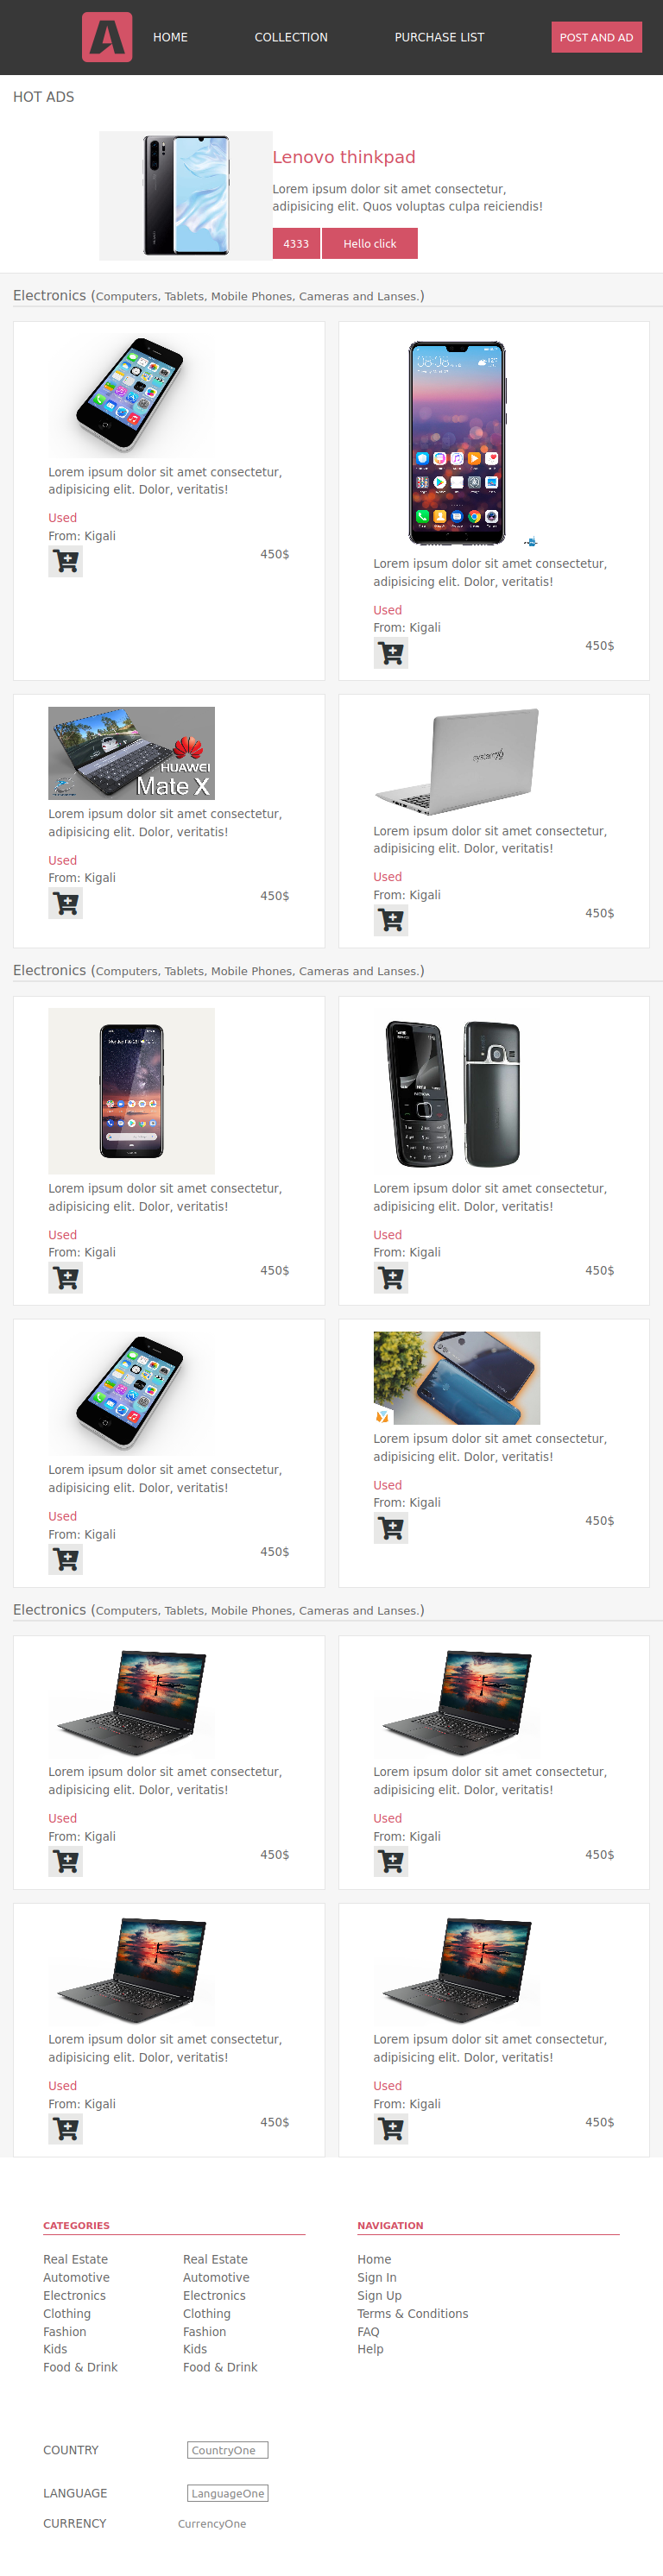 A
HOME
COLLECTION
PURCHASE LIST
POST AND AD
HOT ADS
Lenovo thinkpad
Lorem ipsum dolor sit amet consectetur,
adipisicing elit. Quos voluptas culpa reiciendis!
4333
Hello click
Electronics (Computers, Tablets, Mobile Phones, Cameras and Lanses.)
Lorem ipsum dolor sit amet consectetur,
adipisicing elit. Dolor, veritatis!
Used
From: Kigali
450$
08:08
Lorem ipsum dolor sit amet consectetur,
adipisicing elit. Dolor, veritatis!
Used
From: Kigali
450$
HUAWEI
Mate X
Lorem ipsum dolor sit amet consectetur,
adipisicing elit. Dolor, veritatis!
Used
From: Kigali
450$
Lorem ipsum dolor sit amet consectetur,
adipisicing elit. Dolor, veritatis!
Used
From: Kigali
450$
Electronics (Computers, Tablets, Mobile Phones, Cameras and Lanses.)
Lorem ipsum dolor sit amet consectetur,
adipisicing elit. Dolor, veritatis!
Used
From: Kigali
450$
Lorem ipsum dolor sit amet consectetur,
adipisicing elit. Dolor, veritatis!
Used
From: Kigali
450$
Lorem ipsum dolor sit amet consectetur,
adipisicing elit. Dolor, veritatis!
Used
From: Kigali
450$
Lorem ipsum dolor sit amet consectetur,
adipisicing elit. Dolor, veritatis!
Used
From: Kigali
450$
Electronics (Computers, Tablets, Mobile Phones, Cameras and Lanses.)
Lorem ipsum dolor sit amet consectetur,
adipisicing elit. Dolor, veritatis!
Used
From: Kigali
450$
Lorem ipsum dolor sit amet consectetur,
adipisicing elit. Dolor, veritatis!
Used
From: Kigali
450$
Lorem ipsum dolor sit amet consectetur,
adipisicing elit. Dolor, veritatis!
Used
From: Kigali
450$
Lorem ipsum dolor sit amet consectetur,
adipisicing elit. Dolor, veritatis!
Used
From: Kigali
450$
CATEGORIES
Real Estate
Automotive
Electronics
Clothing
Fashion
Kids
Food & Drink
Real Estate
Automotive
Electronics
Clothing
Fashion
Kids
Food & Drink
NAVIGATION
Home
Sign In
Sign Up
Terms & Conditions
FAQ
Help
COUNTRY
CountryOne
LANGUAGE
LanguageOne
CURRENCY
CurrencyOne